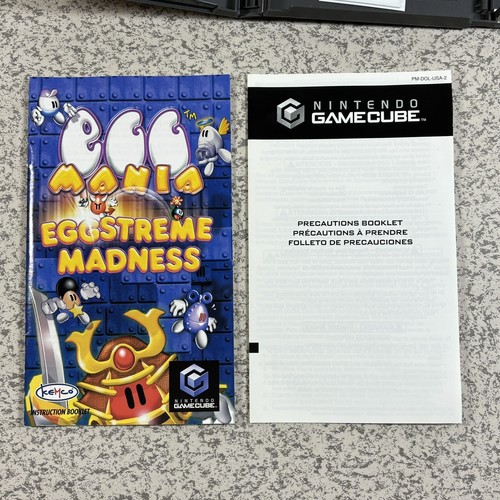 egg
MANIA
TM
EGGSTREME
MADNESS
KEMCO
INSTRUCTION BOOKLET
NINTENDO
GAMECUBE
PM-DOL-USA-2
NINTENDO
GAMECUBE™
PRECAUTIONS BOOKLET
PRÉCAUTIONS À PRENDRE
FOLLETO DE PRECAUCIONES